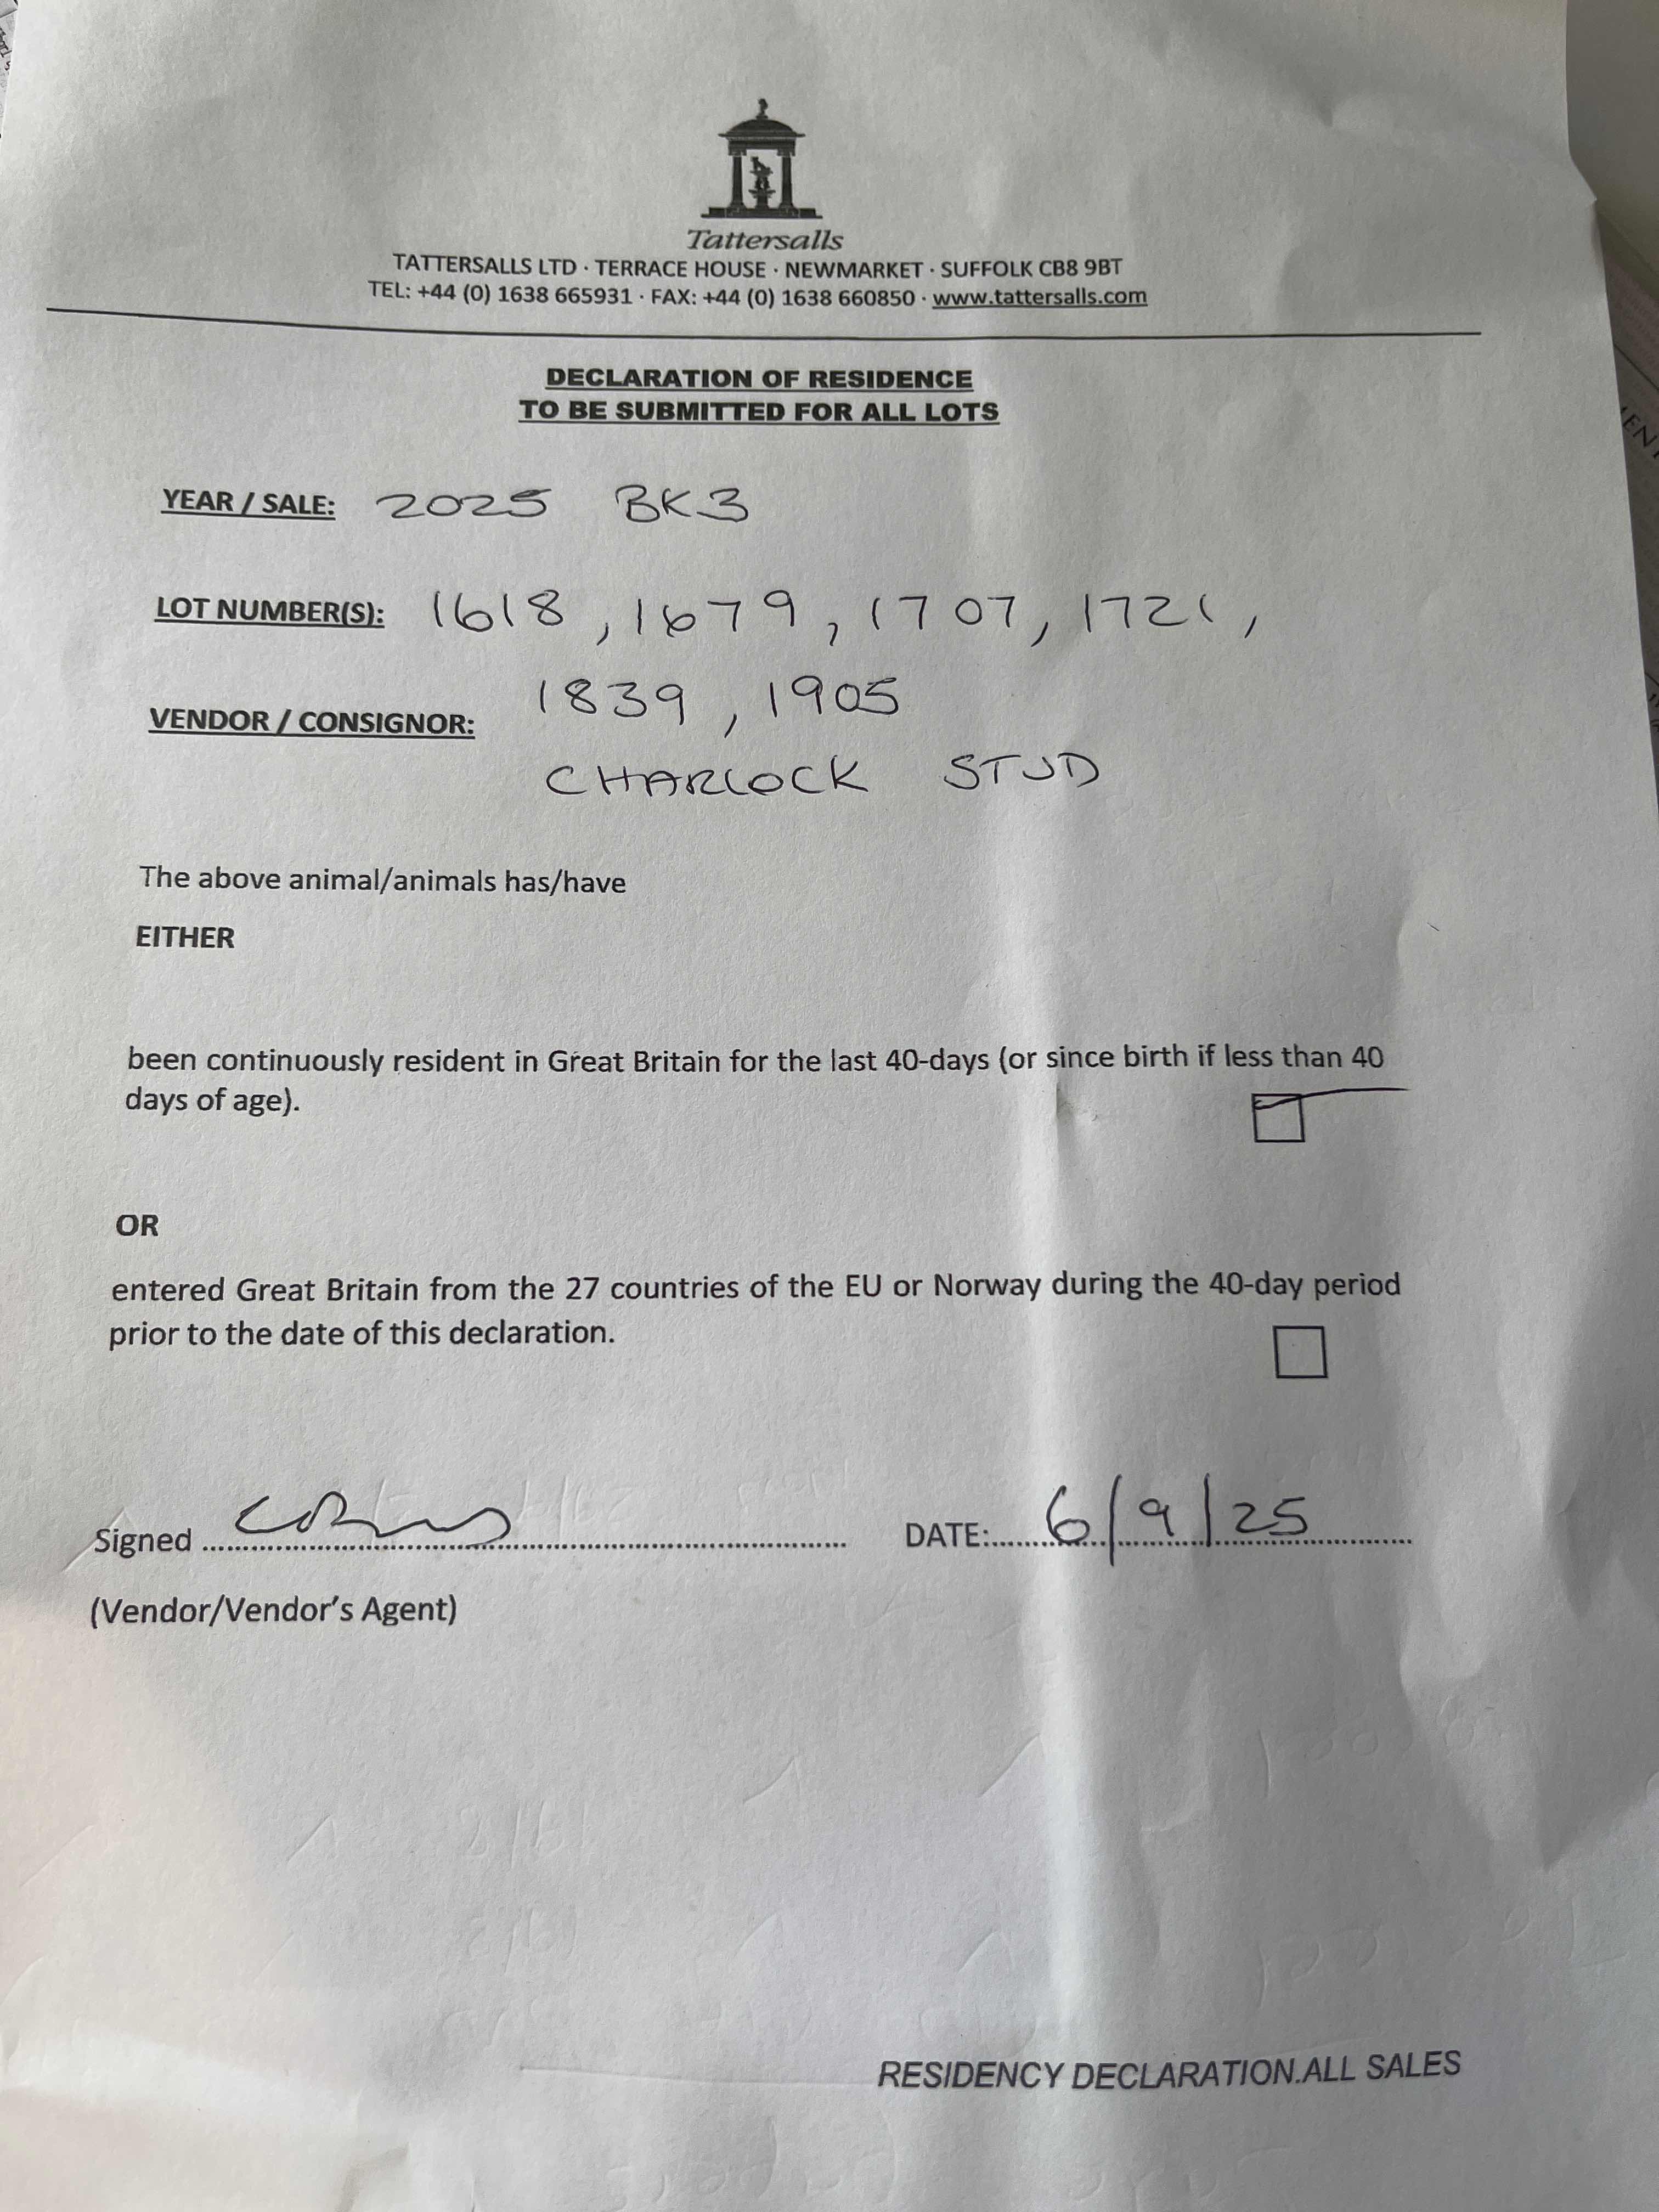 Tattersalls
TATTERSALLS LTD · TERRACE HOUSE · NEWMARKET · SUFFOLK CB8 9BT
TEL: +44 (0) 1638 665931 · FAX: +44 (0) 1638 660850 · www.tattersalls.com
DECLARATION OF RESIDENCE
TO BE SUBMITTED FOR ALL LOTS
YEAR / SALE: 2025 BK3
LOT NUMBER(S): 1618, 1679, 1707, 1721,
1839, 1905
VENDOR / CONSIGNOR:
CHARLOCK STUD
The above animal/animals has/have
EITHER
been continuously resident in Great Britain for the last 40-days (or since birth if less than 40
days of age).
OR
entered Great Britain from the 27 countries of the EU or Norway during the 40-day period
prior to the date of this declaration.
Signed DATE: 6/9/25
(Vendor/Vendor's Agent)
RESIDENCY DECLARATION.ALL SALES